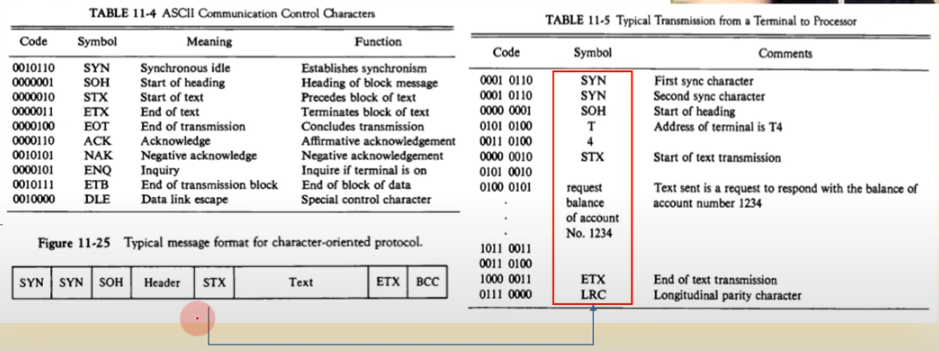 TABLE 11-4 ASCII Communication Control Characters
Code Symbol Meaning Function
0010110 SYN Synchronous idle Establishes synchronism
0000001 SOH Start of heading Heading of block message
0000010 STX Start of text Precedes block of text
0000011 ETX End of text Terminates block of text
0000100 EOT End of transmission Concludes transmission
0000110 ACK Acknowledge Affirmative acknowledgement
0010101 NAK Negative acknowledge Negative acknowledgement
0000101 ENQ Inquiry Inquire if terminal is on
0010111 ETB End of transmission block End of block of data
0010000 DLE Data link escape Special control character
Figure 11-25 Typical message format for character-oriented protocol.
SYN SYN SOH Header STX Text ETX BCC
TABLE 11-5 Typical Transmission from a Terminal to Processor
Code Symbol Comments
0001 0110 SYN First sync character
0001 0110 SYN Second sync character
0000 0001 SOH Start of heading
0101 0100 T Address of terminal is T4
0011 0100 4
0000 0010 STX Start of text transmission
0101 0010
0100 0101 request Text sent is a request to respond with the balance of
. balance account number 1234
. of account
. No. 1234
1011 0011
0011 0100
1000 0011 ETX End of text transmission
0111 0000 LRC Longitudinal parity character